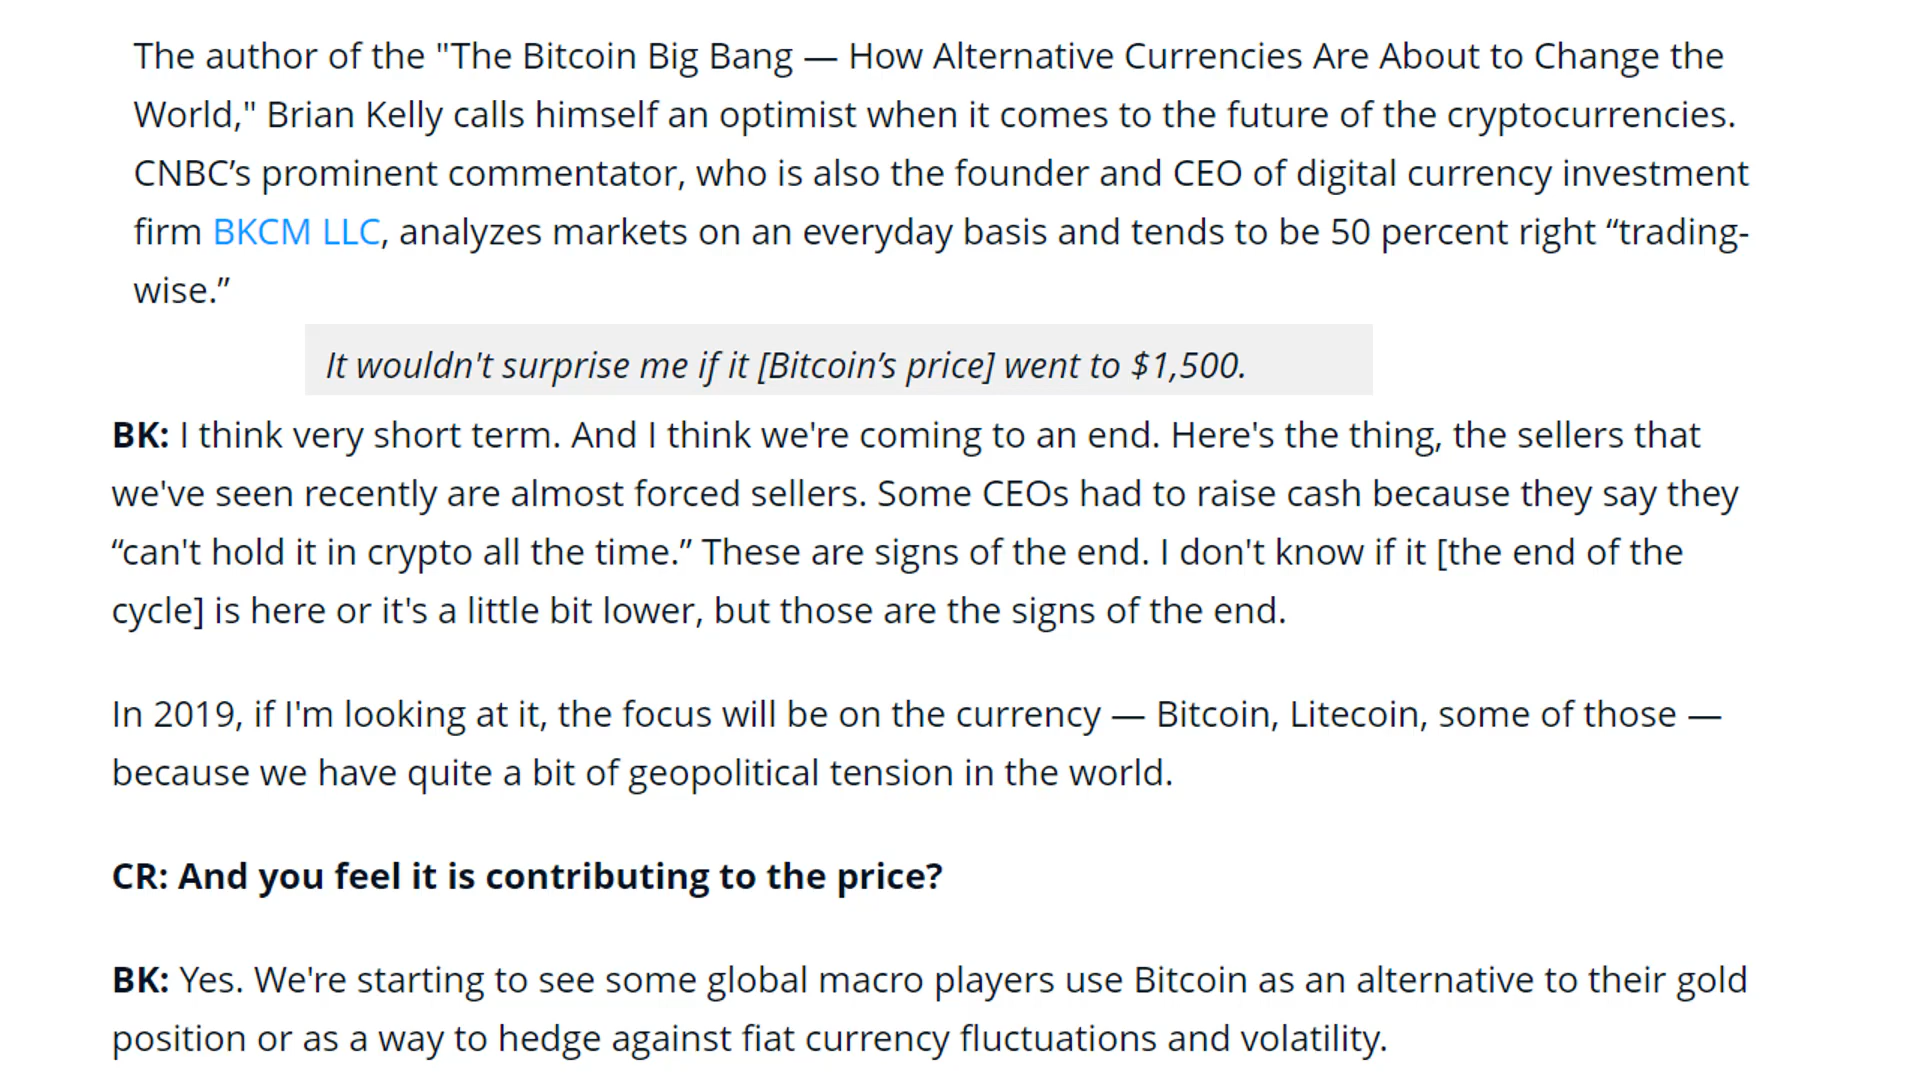 The author of the "The Bitcoin Big Bang — How Alternative Currencies Are About to Change the
World," Brian Kelly calls himself an optimist when it comes to the future of the cryptocurrencies.
CNBC’s prominent commentator, who is also the founder and CEO of digital currency investment
firm BKCM LLC, analyzes markets on an everyday basis and tends to be 50 percent right “trading-
wise.”
It wouldn't surprise me if it [Bitcoin’s price] went to $1,500.
BK: I think very short term. And I think we're coming to an end. Here's the thing, the sellers that
we've seen recently are almost forced sellers. Some CEOs had to raise cash because they say they
“can't hold it in crypto all the time.” These are signs of the end. I don't know if it [the end of the
cycle] is here or it's a little bit lower, but those are the signs of the end.
In 2019, if I'm looking at it, the focus will be on the currency — Bitcoin, Litecoin, some of those —
because we have quite a bit of geopolitical tension in the world.
CR: And you feel it is contributing to the price?
BK: Yes. We're starting to see some global macro players use Bitcoin as an alternative to their gold
position or as a way to hedge against fiat currency fluctuations and volatility.